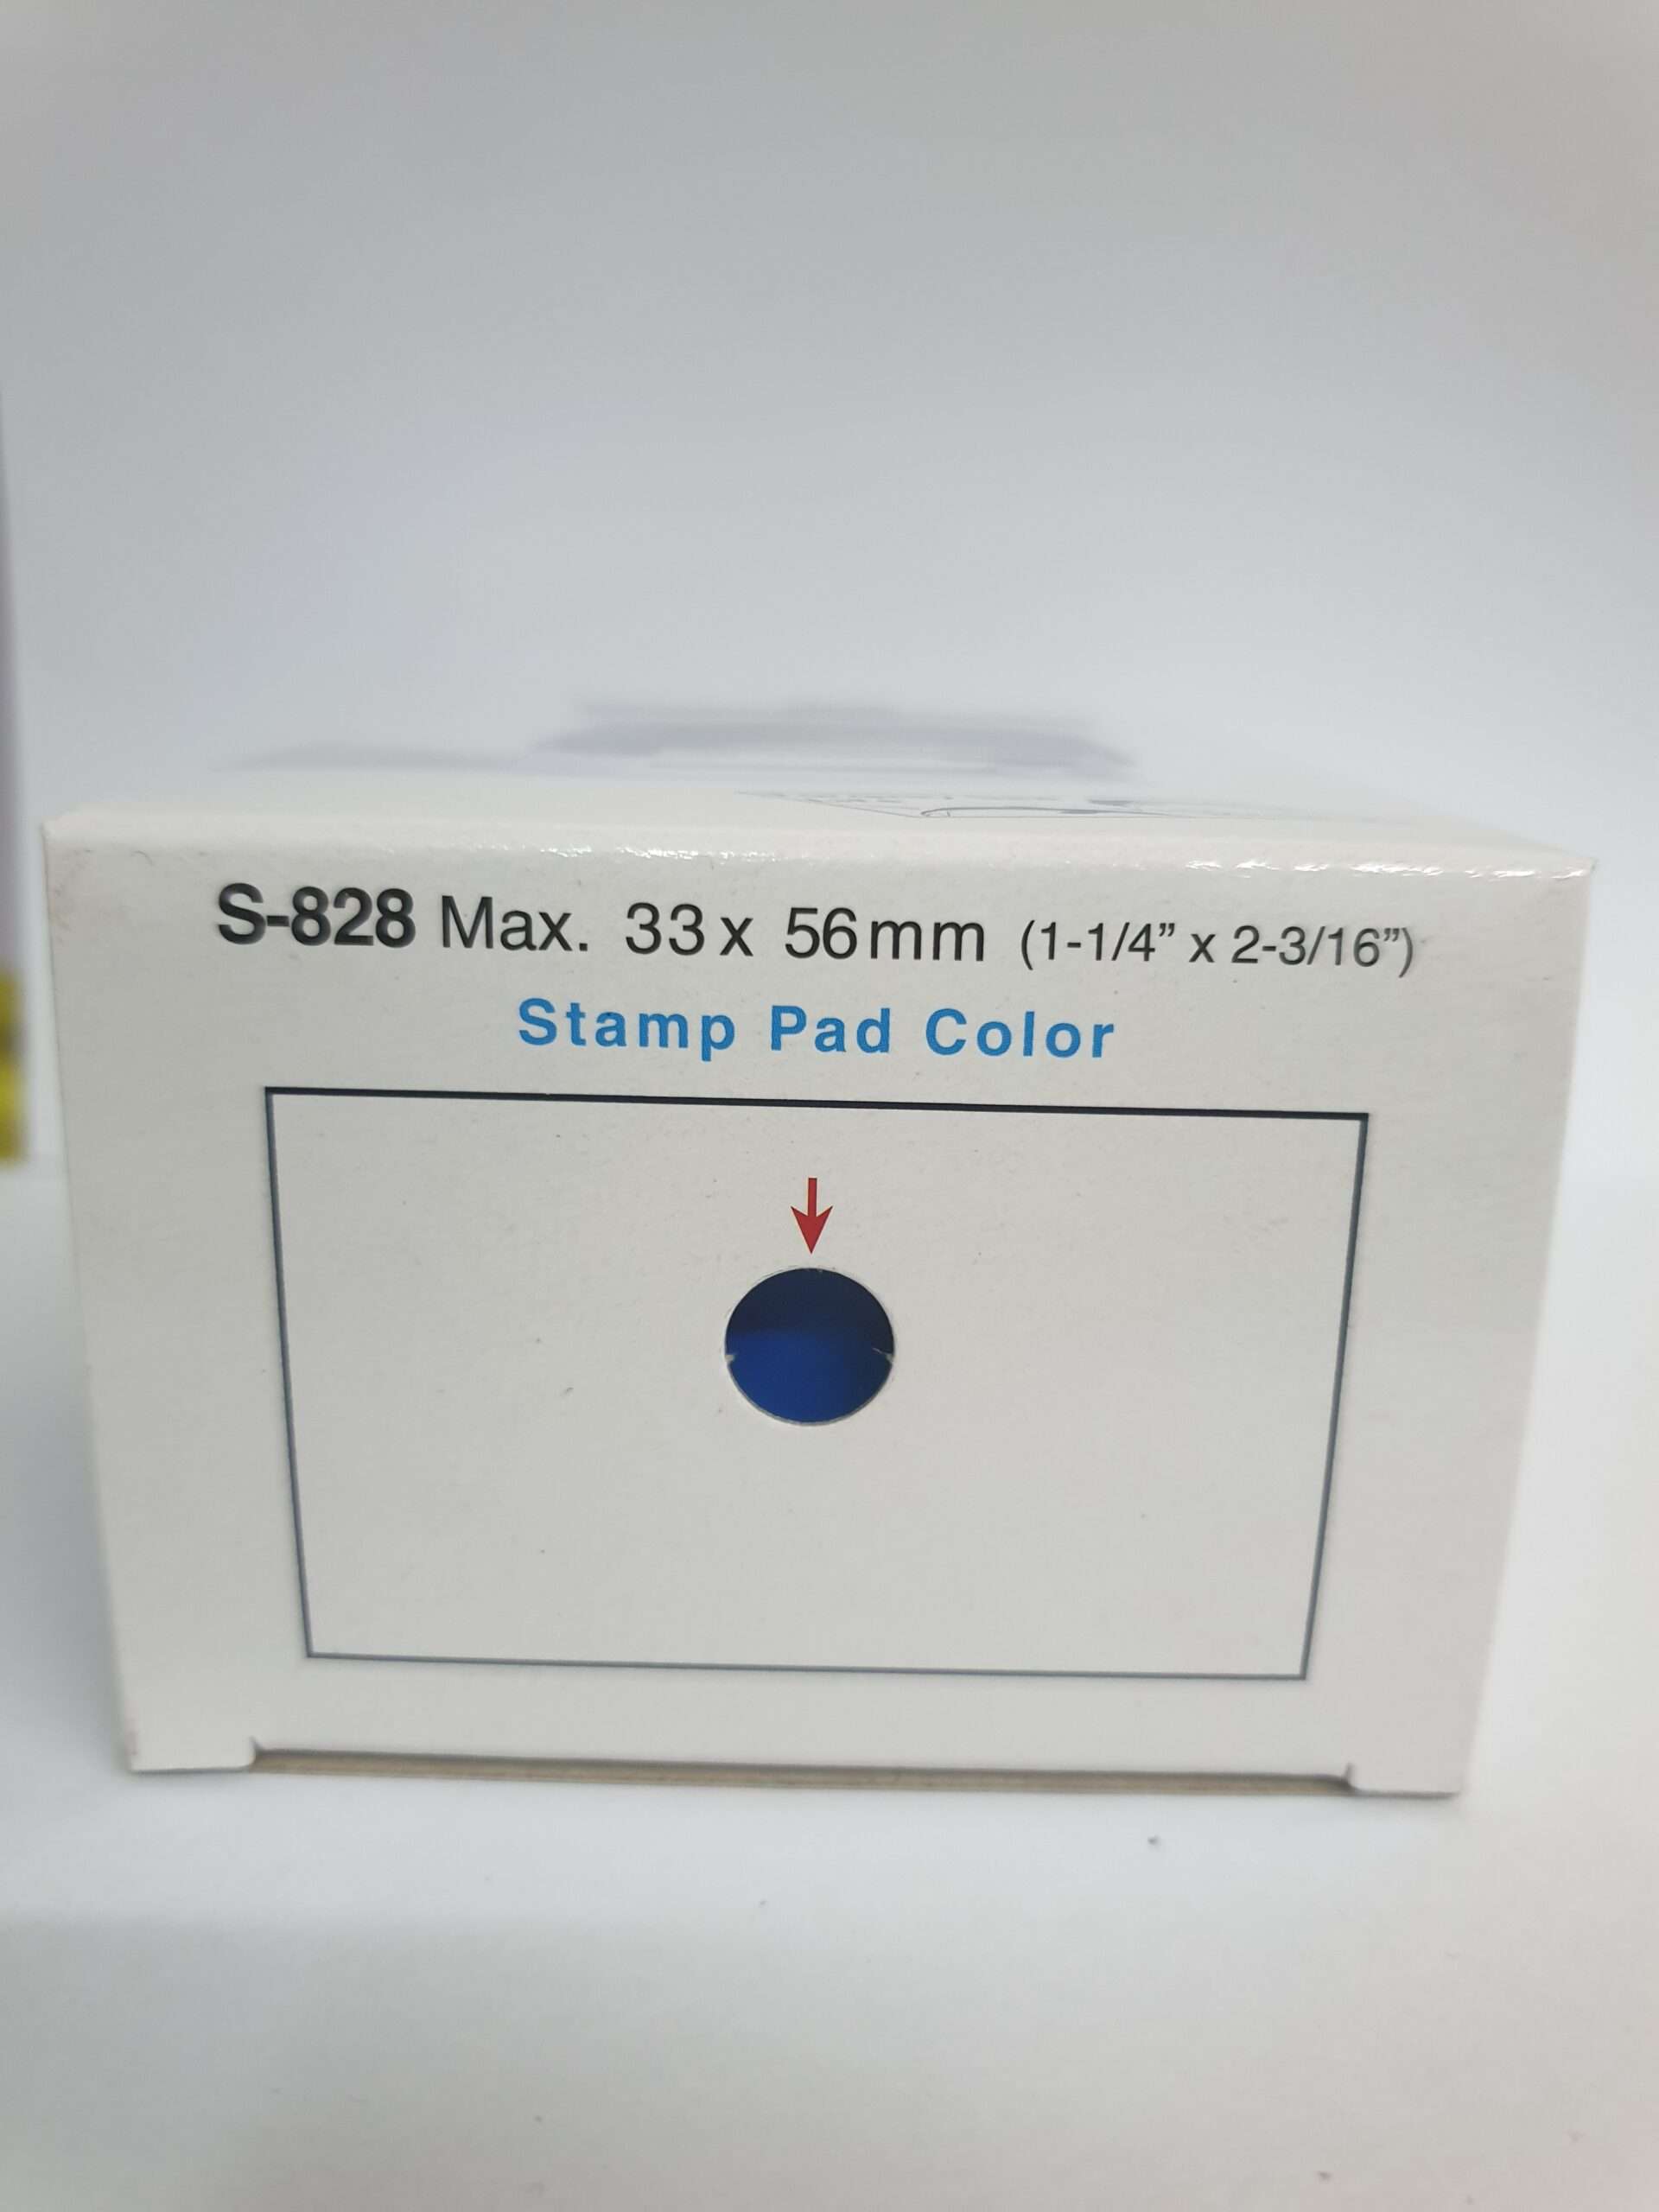 S-828 Max. 33 x 56mm (1-1/4" x 2-3/16")
Stamp Pad Color